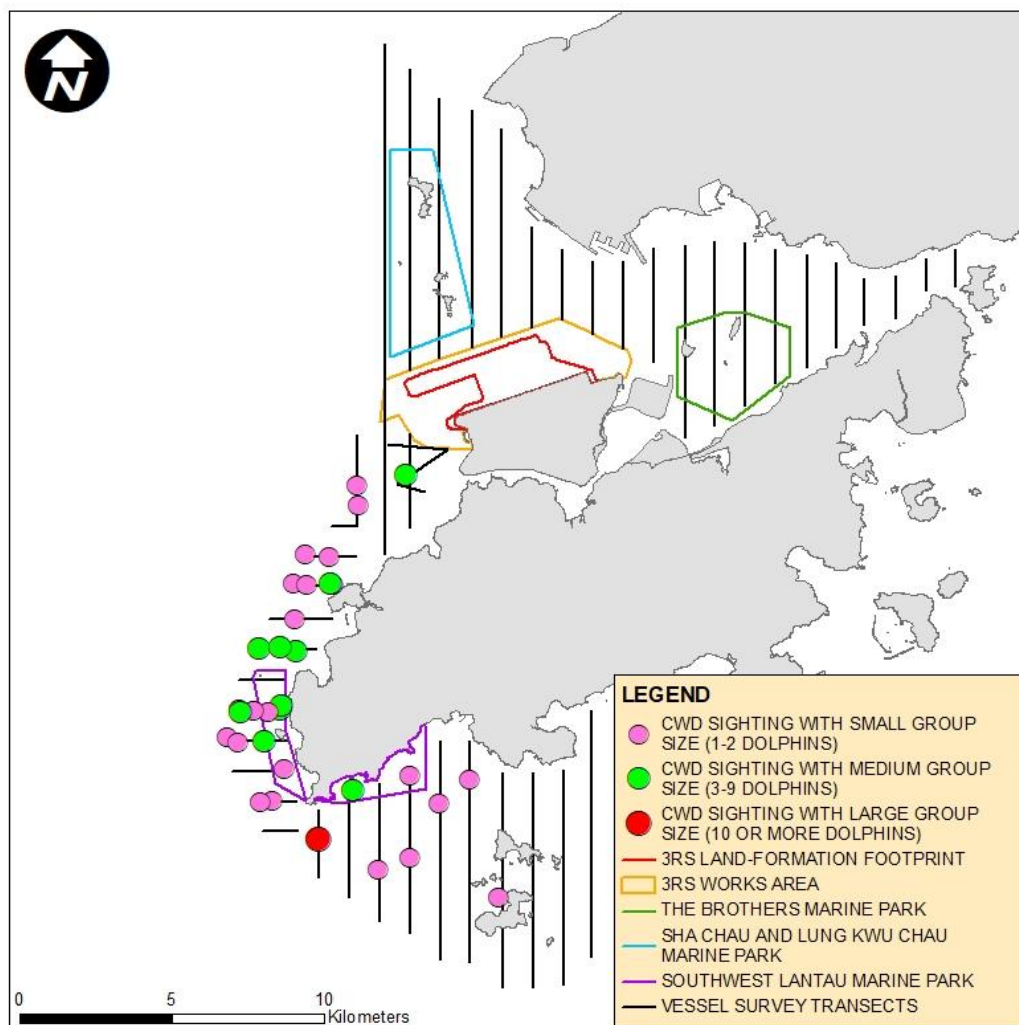 N
LEGEND
CWD SIGHTING WITH SMALL GROUP
SIZE (1-2 DOLPHINS)
CWD SIGHTING WITH MEDIUM GROUP
SIZE (3-9 DOLPHINS)
CWD SIGHTING WITH LARGE GROUP
SIZE (10 OR MORE DOLPHINS)
3RS LAND-FORMATION FOOTPRINT
3RS WORKS AREA
THE BROTHERS MARINE PARK
SHA CHAU AND LUNG KWU CHAU
MARINE PARK
SOUTHWEST LANTAU MARINE PARK
VESSEL SURVEY TRANSECTS
0 5 10
Kilometers